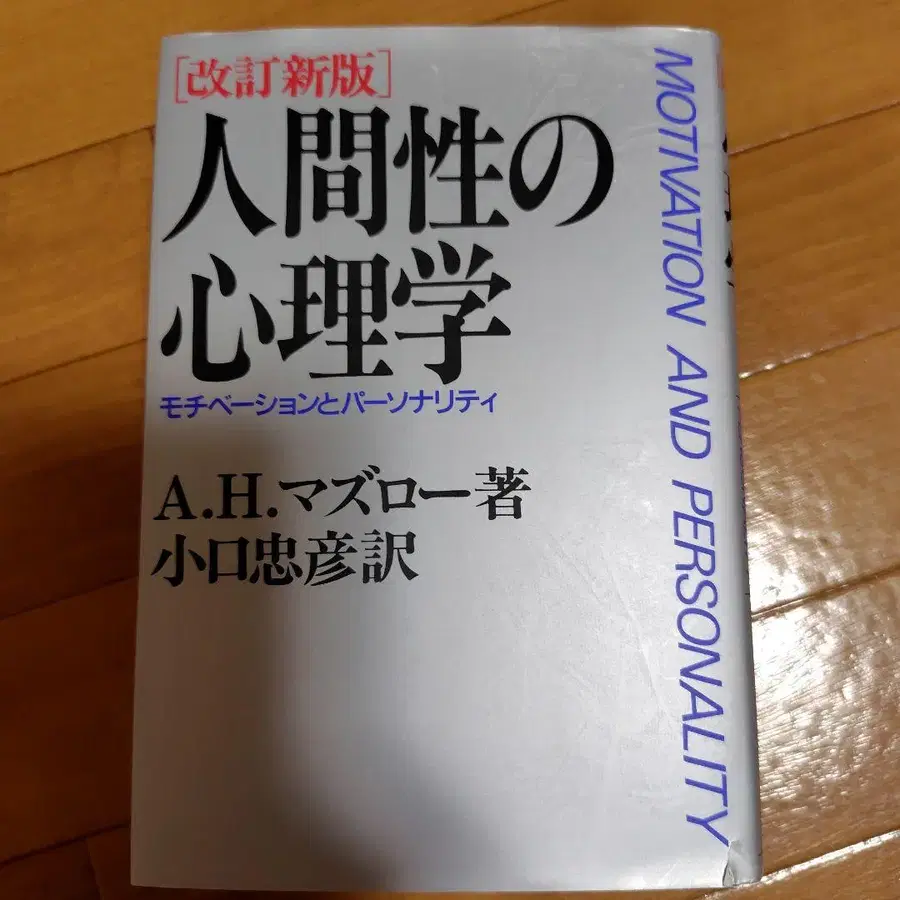 [改訂新版]
人間性の
心理学
モチベーションとパーソナリティ
A.H.マズロー著
小口忠彦訳
MOTIVATION AND PERSONALITY